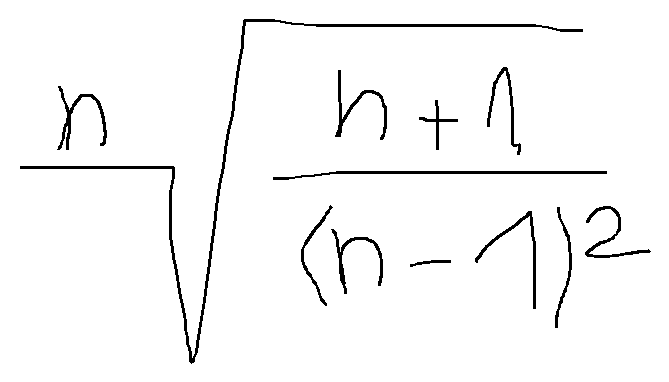 n
n + 1
(n - 1)²